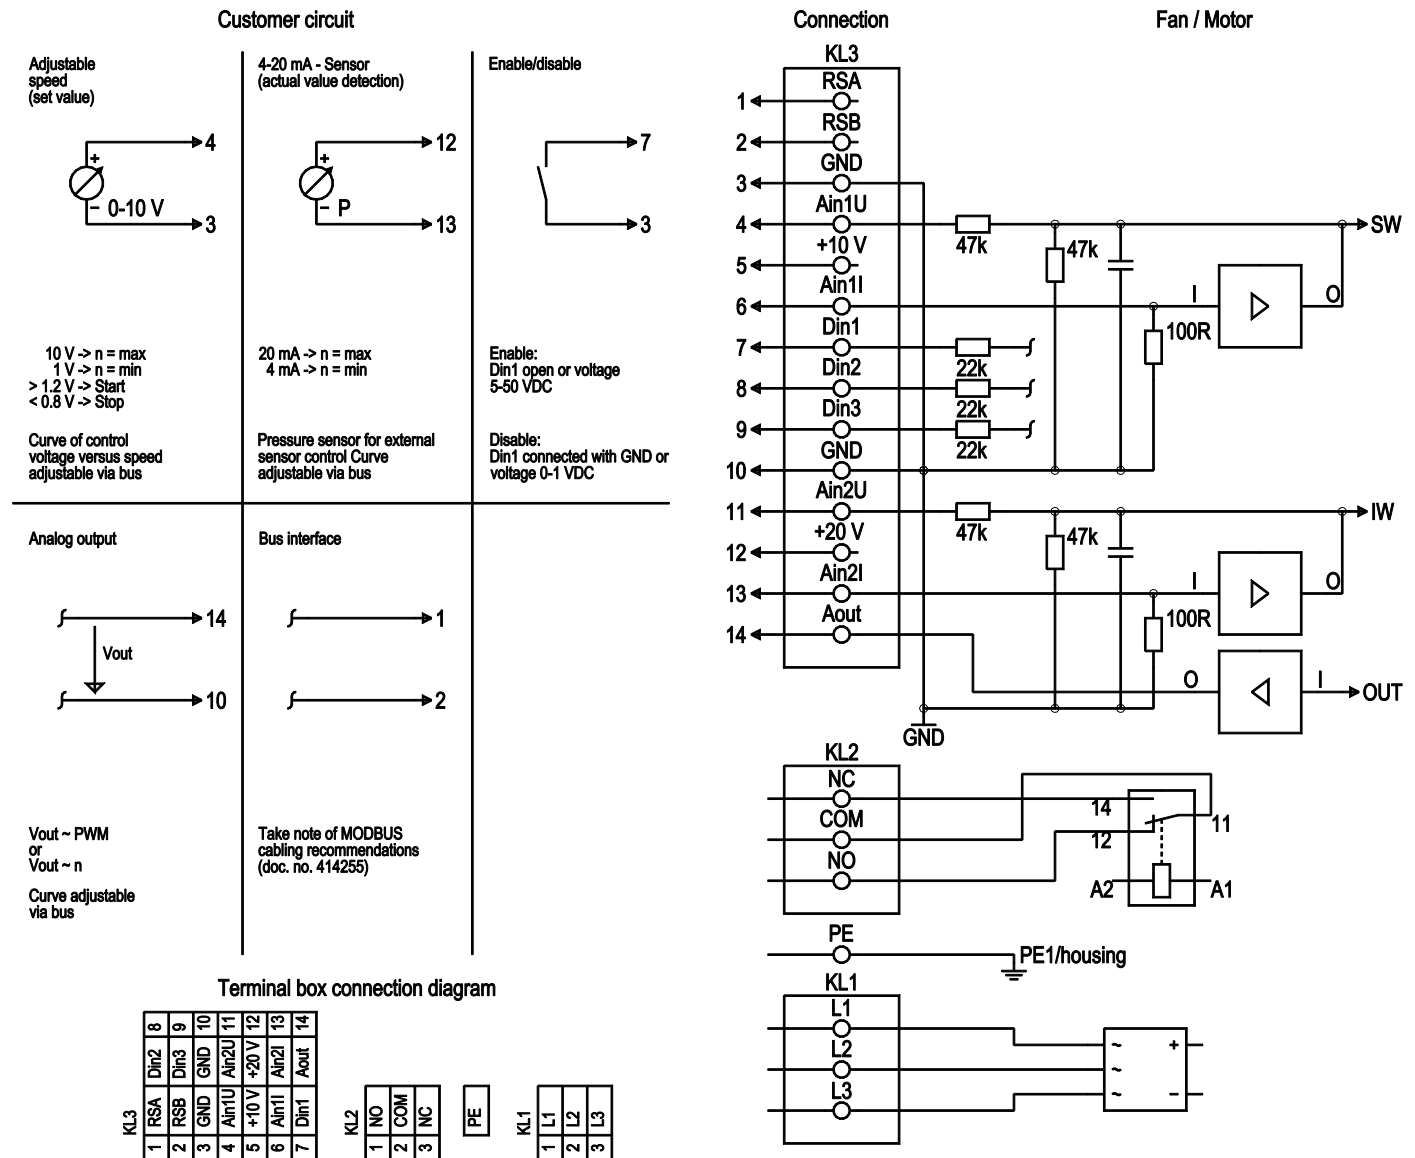 Customer circuit
Connection
Fan / Motor
Adjustable
speed
(set value)
+
− 0-10 V
4
3
10 V -> n = max
1 V -> n = min
> 1.2 V -> Start
< 0.8 V -> Stop
Curve of control
voltage versus speed
adjustable via bus
4-20 mA - Sensor
(actual value detection)
+
− P
12
13
20 mA -> n = max
4 mA -> n = min
Pressure sensor for external
sensor control Curve
adjustable via bus
Enable/disable
7
3
Enable:
Din1 open or voltage
5-50 VDC
Disable:
Din1 connected with GND or
voltage 0-1 VDC
Analog output
14
Vout
10
Vout ~ PWM
or
Vout ~ n
Curve adjustable
via bus
Bus interface
1
2
Take note of MODBUS
cabling recommendations
(doc. no. 414255)
KL3
1 RSA
2 RSB
3 GND
4 Ain1U 47k 47k SW
5 +10 V
6 Ain1I I O 100R
7 Din1 22k
8 Din2 22k
9 Din3 22k
10 GND
11 Ain2U 47k 47k IW
12 +20 V
13 Ain2I I O 100R
14 Aout O I OUT
GND
KL2
NC 14
COM 11
NO 12
A2 A1
PE PE1/housing
KL1
L1 ~ +
L2 ~
L3 ~ −
Terminal box connection diagram
KL3
1 RSA Din2 8
2 RSB Din3 9
3 GND GND 10
4 Ain1U Ain2U 11
5 +10 V +20 V 12
6 Ain1I Ain2I 13
7 Din1 Aout 14
KL2
1 NO
2 COM
3 NC
PE
KL1
1 L1
2 L2
3 L3